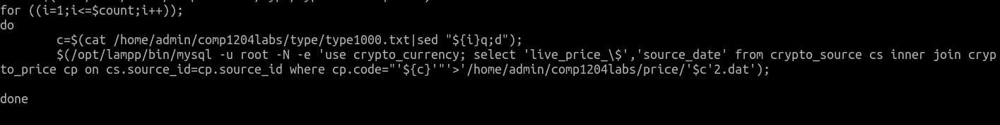 for ((i=1;i<=$count;i++));
do
        c=$(cat /home/admin/comp1204labs/type/type1000.txt|sed "${i}q;d");
        $(/opt/lampp/bin/mysql -u root -N -e 'use crypto_currency; select 'live_price_\$','source_date' from crypto_source cs inner join cryp
to_price cp on cs.source_id=cp.source_id where cp.code="'${c}'"'>'/home/admin/comp1204labs/price/'$c'2.dat');
done